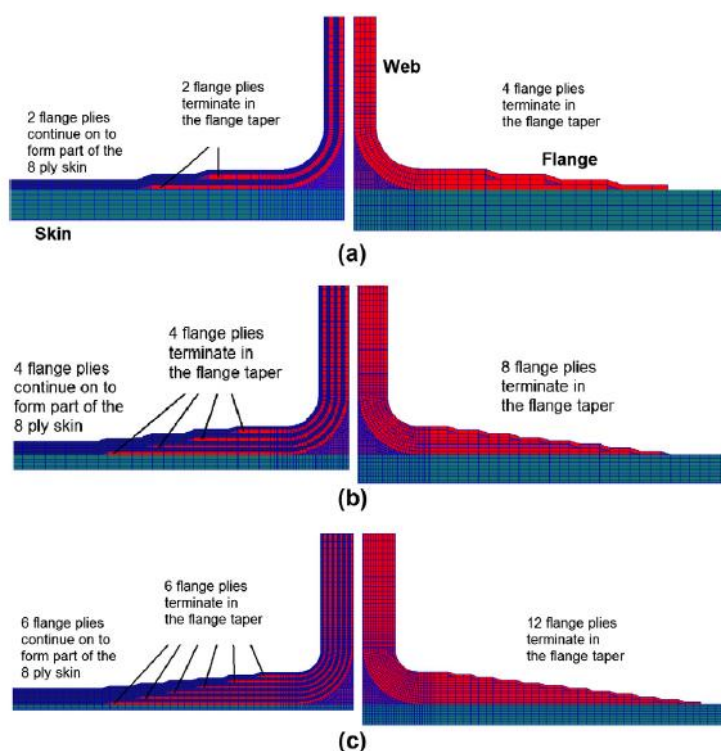 Web
2 flange plies
terminate in
the flange taper
4 flange plies
terminate in
the flange taper
2 flange plies
continue on to
form part of the
8 ply skin
Flange
Skin
(a)
4 flange plies
terminate in
the flange taper
4 flange plies
continue on to
form part of the
8 ply skin
8 flange plies
terminate in
the flange taper
(b)
6 flange plies
terminate in
the flange taper
6 flange plies
continue on to
form part of the
8 ply skin
12 flange plies
terminate in
the flange taper
(c)